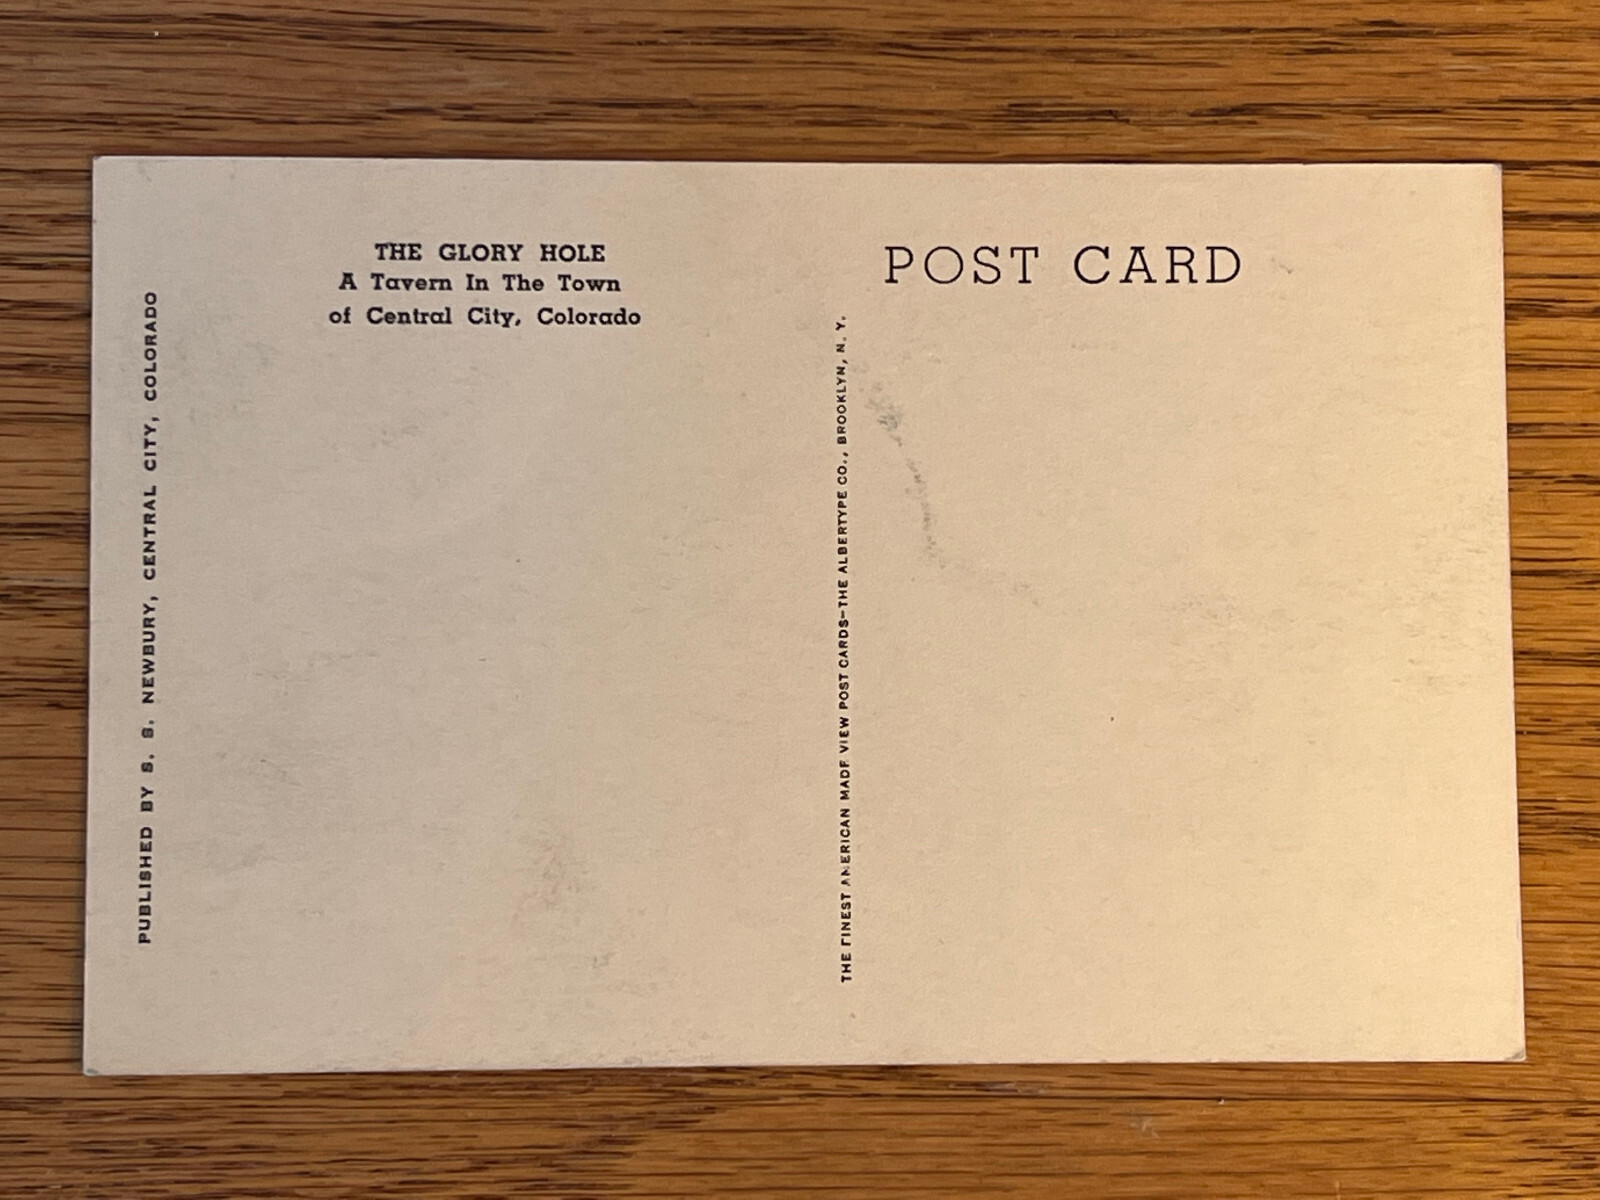 THE GLORY HOLE
A Tavern In The Town
of Central City, Colorado
POST CARD
PUBLISHED BY S. S. NEWBURY, CENTRAL CITY, COLORADO
THE FINEST AMERICAN MADE VIEW POST CARDS—THE ALBERTYPE CO., BROOKLYN, N. Y.